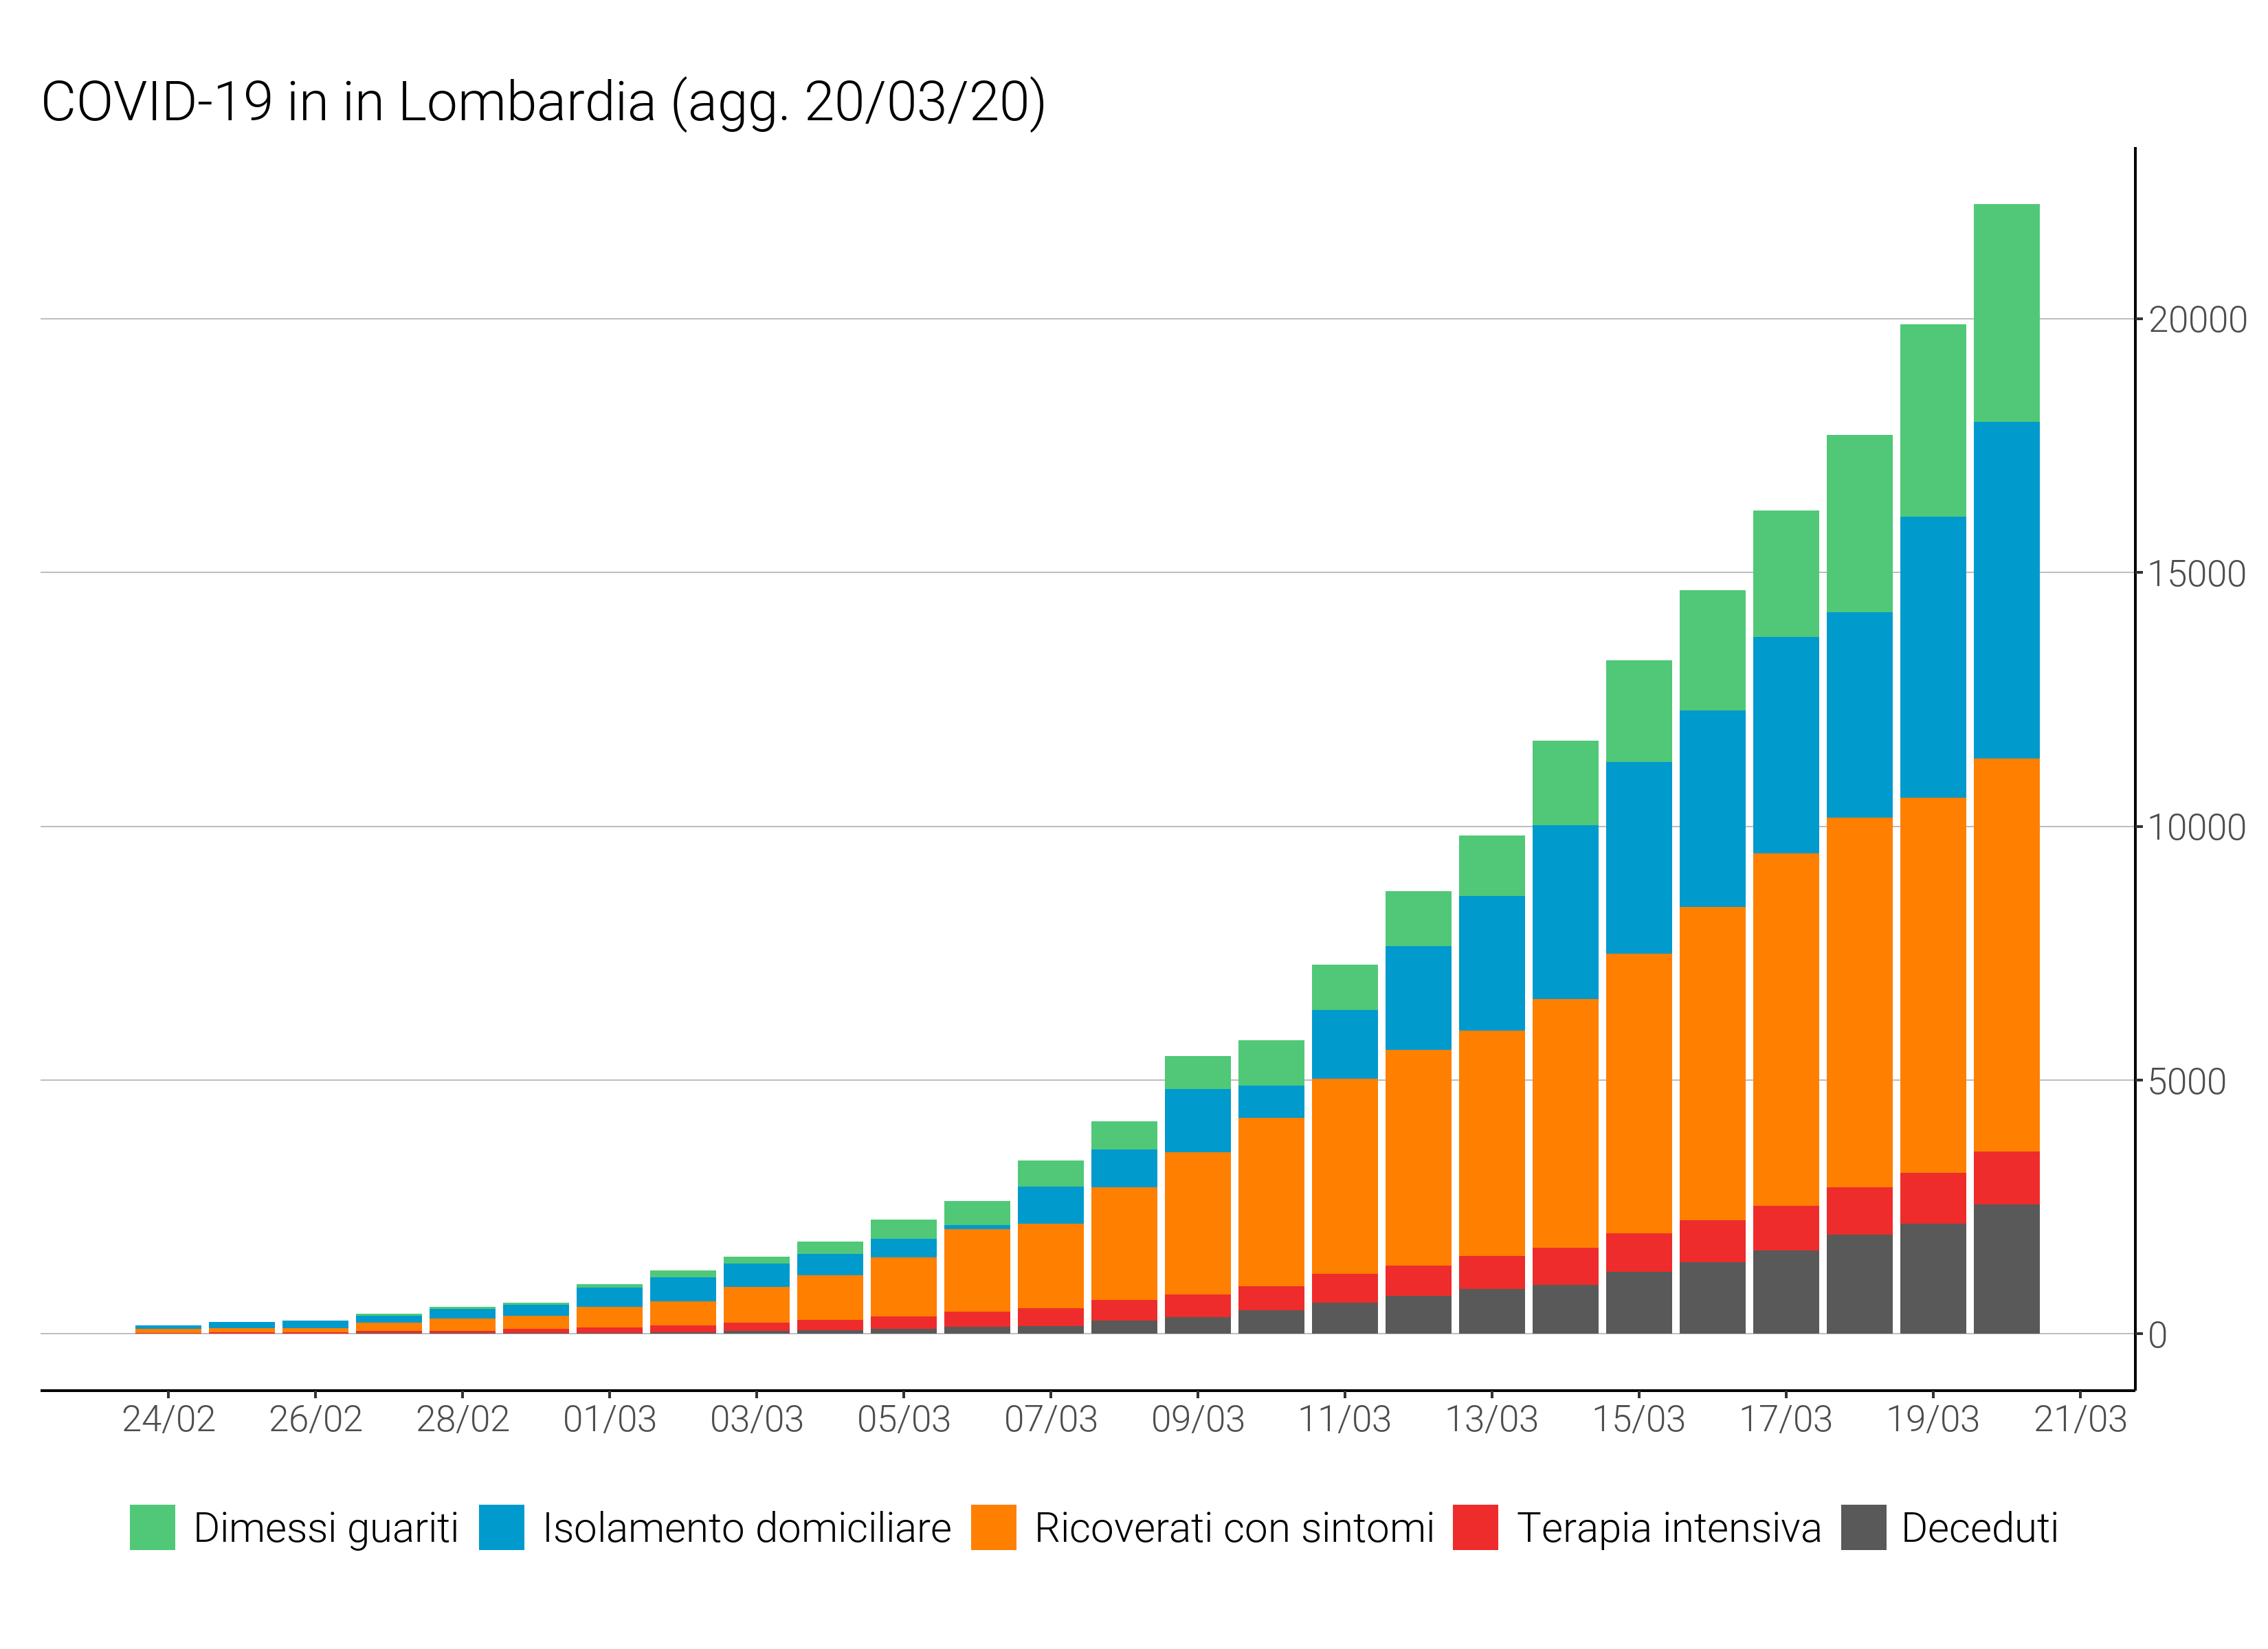 COVID-19 in in Lombardia (agg. 20/03/20)
20000
15000
10000
5000
0
24/02 26/02 28/02 01/03 03/03 05/03 07/03 09/03 11/03 13/03 15/03 17/03 19/03 21/03
Dimessi guariti Isolamento domiciliare Ricoverati con sintomi Terapia intensiva Deceduti